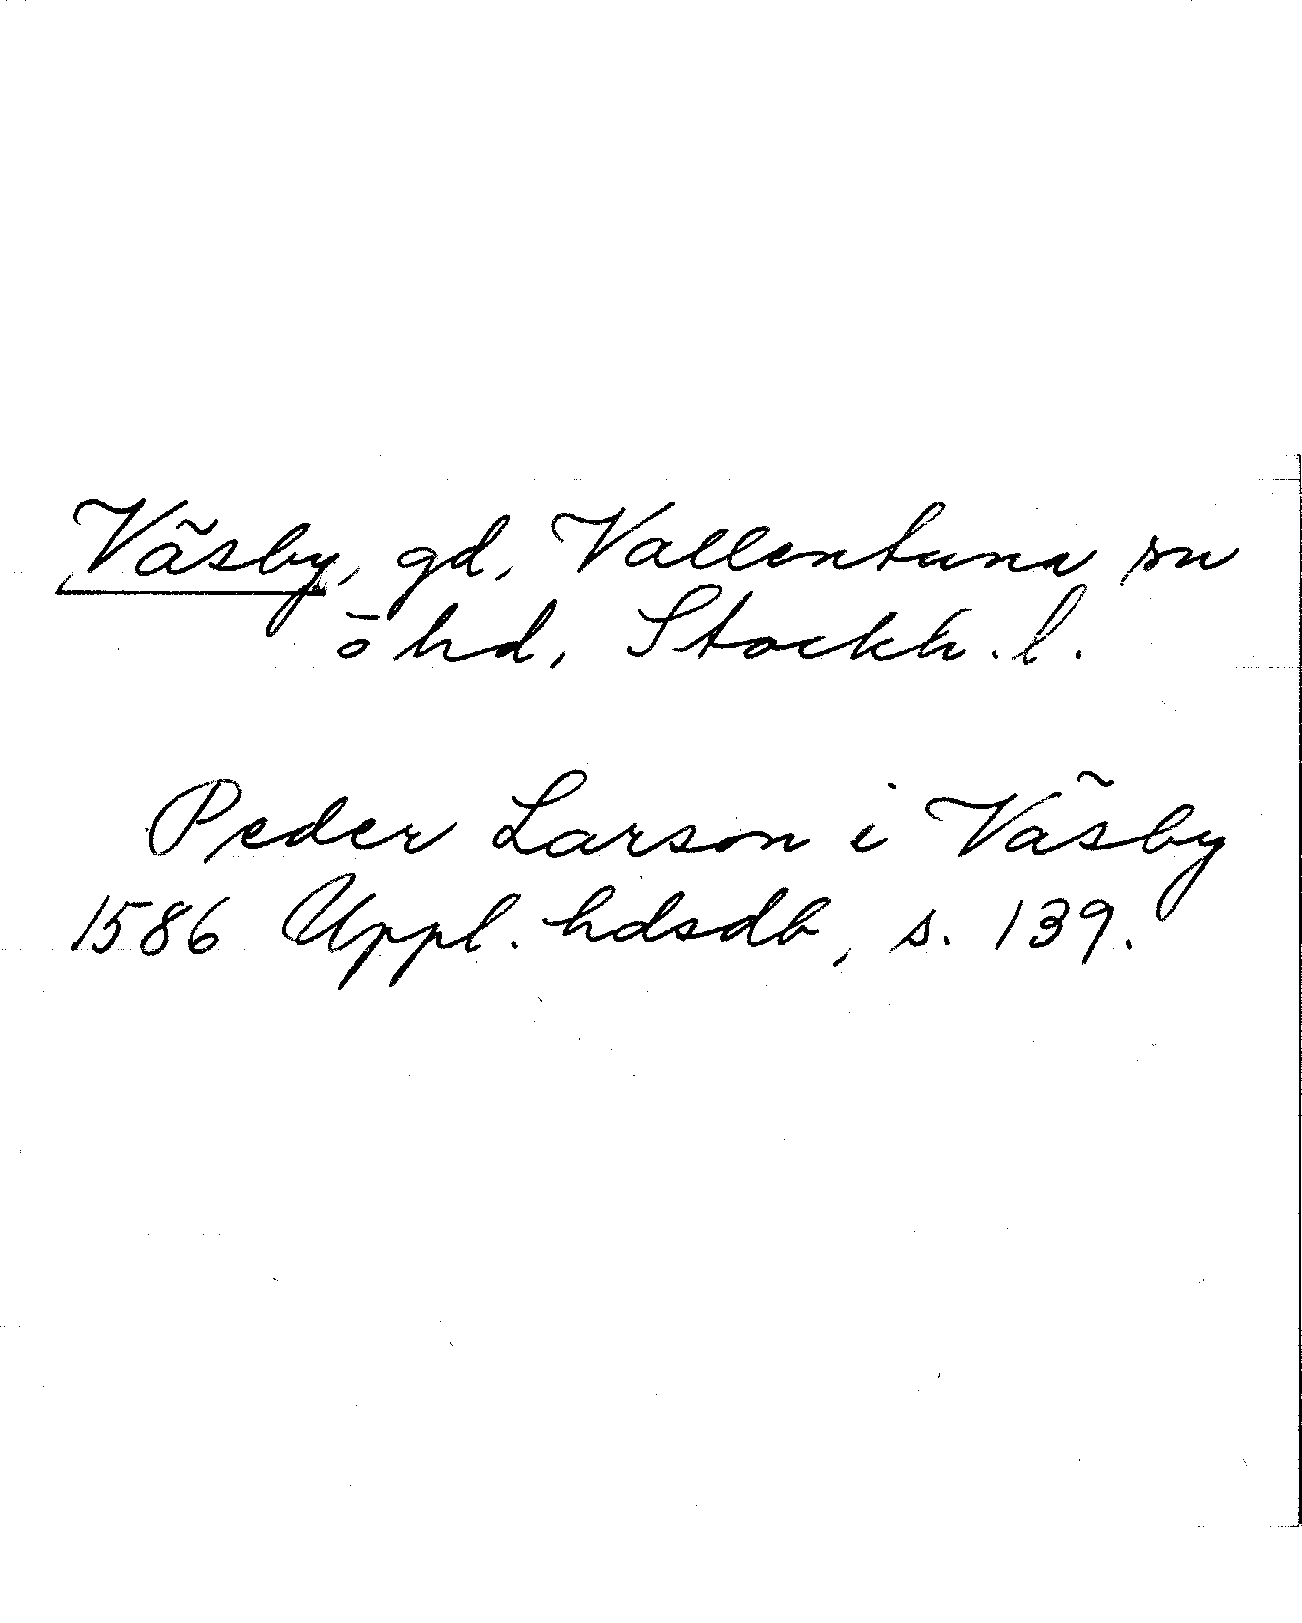 Väsby, gd, Vallentuna sn
ö hd, Stockh. l.
Peder Larson i Väsby
1586 Uppl. hdsdb, s. 139.